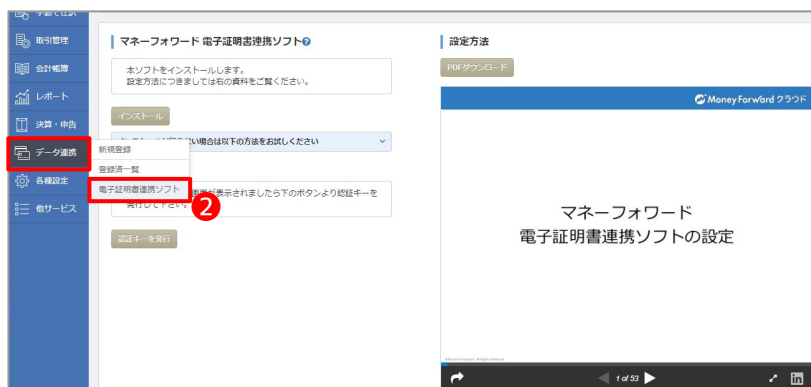 手動で仕訳
取引管理
会計帳簿
レポート
決算・申告
データ連携
各種設定
他サービス
マネーフォワード 電子証明書連携ソフト
本ソフトをインストールします。
設定方法につきましては右の資料をご覧ください。
インストール
い場合は以下の方法をお試しください
新規登録
登録済一覧
電子証明書連携ソフト
2
画面が表示されましたら下のボタンより認証キーを
発行して下さい。
認証キーを発行
設定方法
PDFダウンロード
Money Forward クラウド
マネーフォワード
電子証明書連携ソフトの設定
1 of 53
in